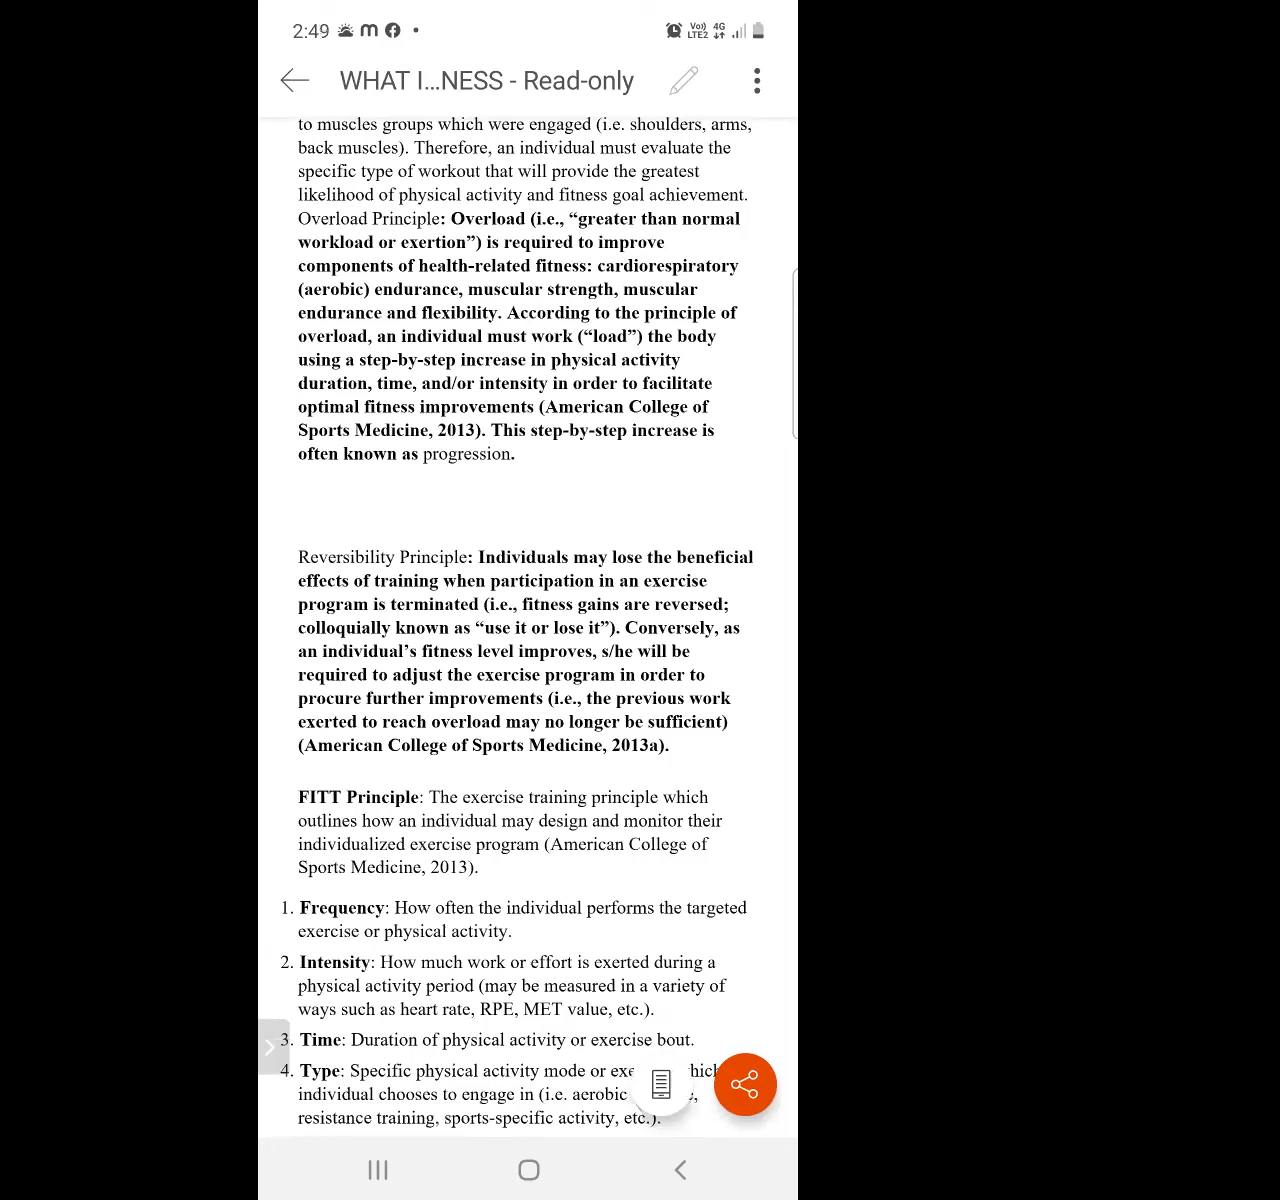 2:49
Vo))
LTE2
4G
WHAT I...NESS - Read-only
to muscles groups which were engaged (i.e. shoulders, arms,
back muscles). Therefore, an individual must evaluate the
specific type of workout that will provide the greatest
likelihood of physical activity and fitness goal achievement.
Overload Principle: Overload (i.e., “greater than normal
workload or exertion”) is required to improve
components of health-related fitness: cardiorespiratory
(aerobic) endurance, muscular strength, muscular
endurance and flexibility. According to the principle of
overload, an individual must work (“load”) the body
using a step-by-step increase in physical activity
duration, time, and/or intensity in order to facilitate
optimal fitness improvements (American College of
Sports Medicine, 2013). This step-by-step increase is
often known as progression.
Reversibility Principle: Individuals may lose the beneficial
effects of training when participation in an exercise
program is terminated (i.e., fitness gains are reversed;
colloquially known as “use it or lose it”). Conversely, as
an individual’s fitness level improves, s/he will be
required to adjust the exercise program in order to
procure further improvements (i.e., the previous work
exerted to reach overload may no longer be sufficient)
(American College of Sports Medicine, 2013a).
FITT Principle: The exercise training principle which
outlines how an individual may design and monitor their
individualized exercise program (American College of
Sports Medicine, 2013).
1. Frequency: How often the individual performs the targeted
exercise or physical activity.
2. Intensity: How much work or effort is exerted during a
physical activity period (may be measured in a variety of
ways such as heart rate, RPE, MET value, etc.).
3. Time: Duration of physical activity or exercise bout.
4. Type: Specific physical activity mode or
individual chooses to engage in (i.e. aerobic
resistance training, sports-specific activity, etc.).